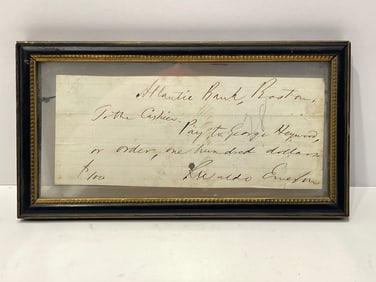 Atlantic Bank, Boston,
To the Cashier.
Pay to George Heywood,
or order, one hundred dollars
$100 R. Waldo Emerson